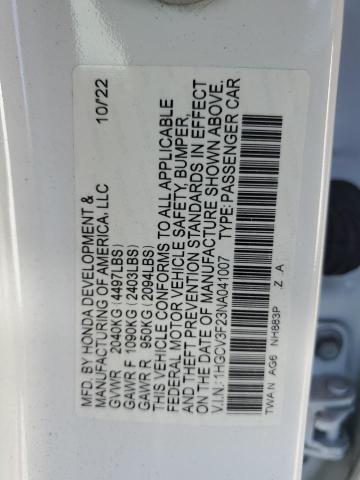 MFD. BY HONDA DEVELOPMENT &
MANUFACTURING OF AMERICA, LLC 10/22
GVWR 2040KG (4497LBS)
GAWR F 1090KG (2403LBS)
GAWR R 950KG (2094LBS)
THIS VEHICLE CONFORMS TO ALL APPLICABLE
FEDERAL MOTOR VEHICLE SAFETY, BUMPER,
AND THEFT PREVENTION STANDARDS IN EFFECT
ON THE DATE OF MANUFACTURE SHOWN ABOVE.
V.I.N.:1HGCV3F23NA041007 TYPE:PASSENGER CAR
TWA N AG6 NH883P Z A